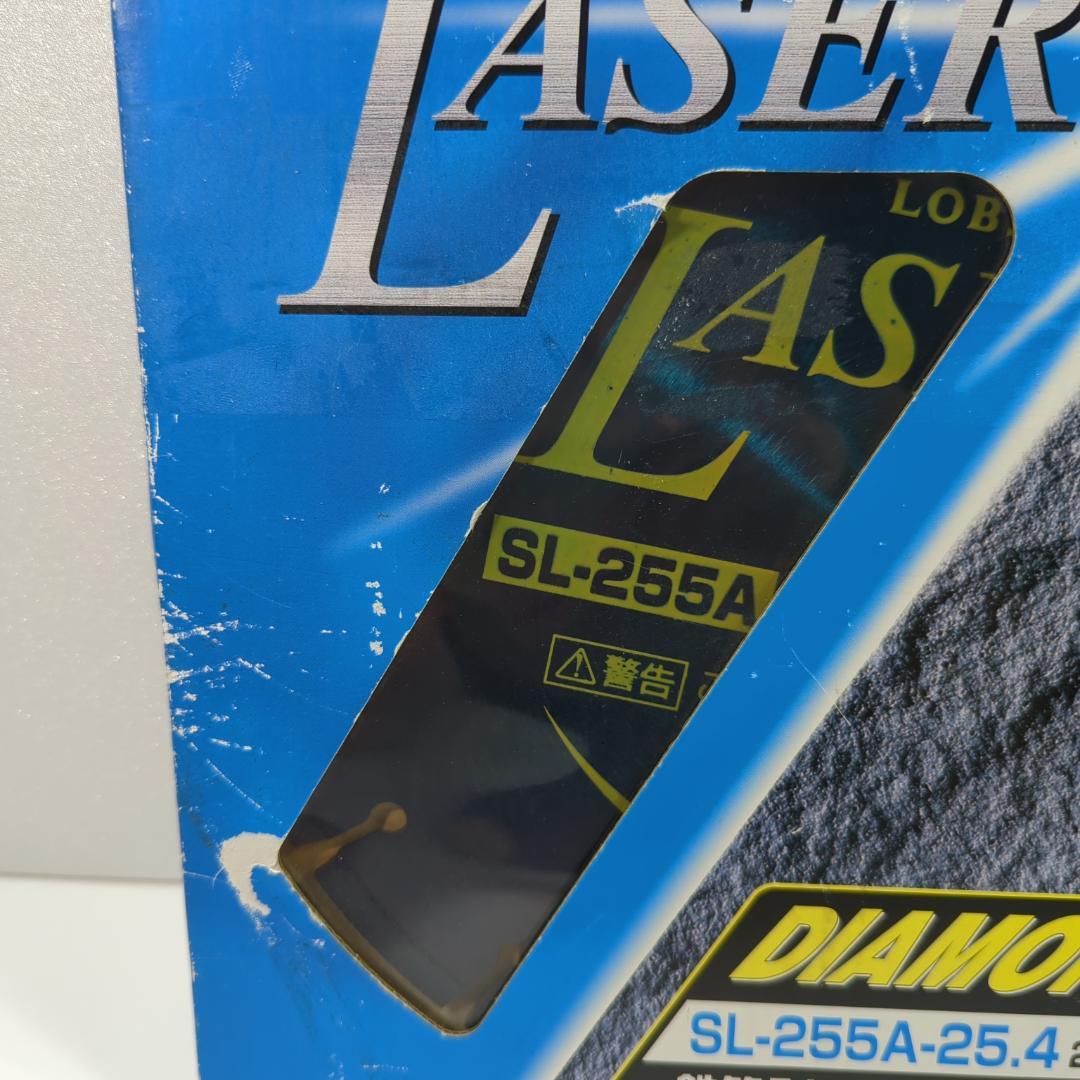 LASER
LOB
LAS
SL-255A
⚠警告
DIAMO
SL-255A-25.4